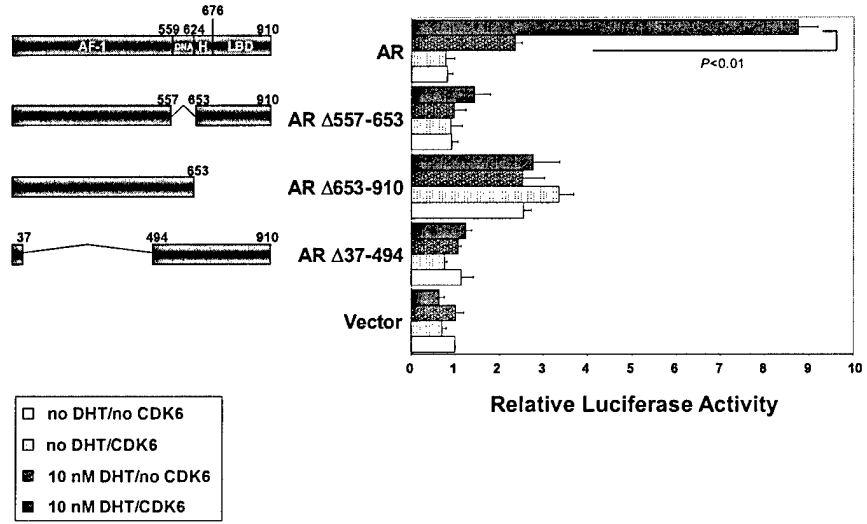 676
559 624 910
AF-1 DNA H LBD
AR
P<0.01
557 653 910
AR Δ557-653
653
AR Δ653-910
37 494 910
AR Δ37-494
Vector
0 1 2 3 4 5 6 7 8 9 10
Relative Luciferase Activity
no DHT/no CDK6
no DHT/CDK6
10 nM DHT/no CDK6
10 nM DHT/CDK6